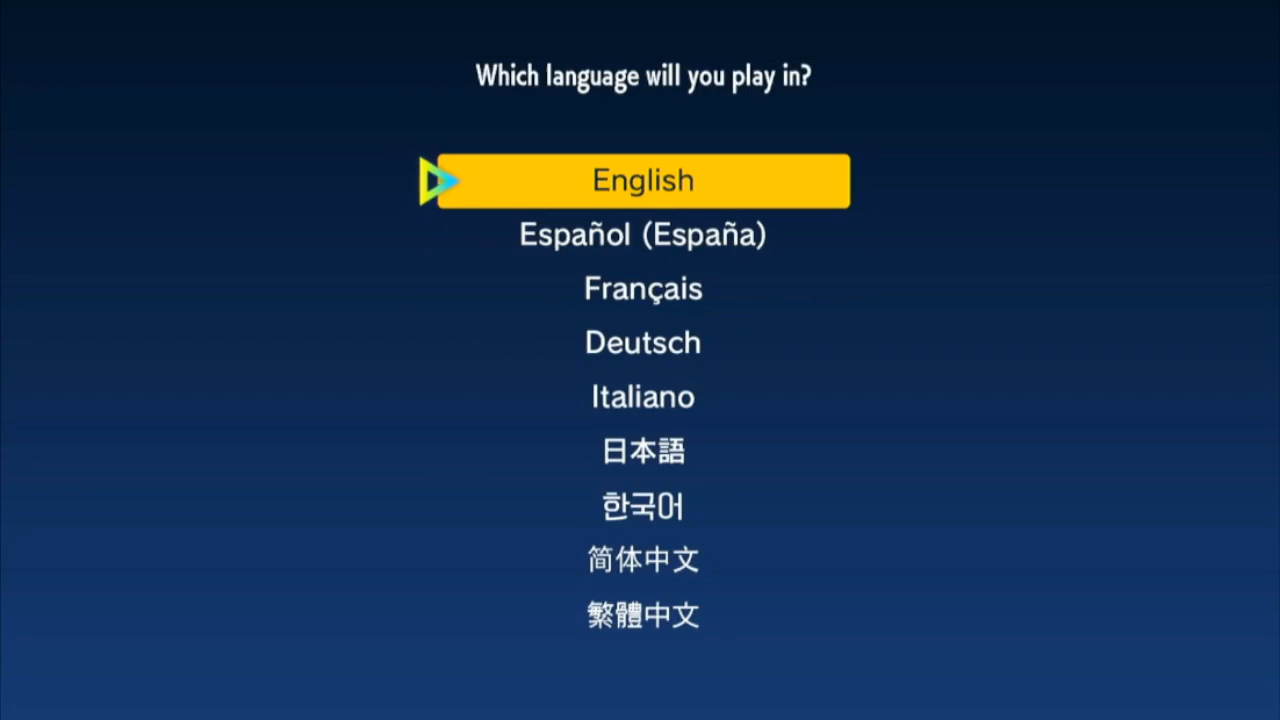 Which language will you play in?
English
Español (España)
Français
Deutsch
Italiano
日本語
한국어
简体中文
繁體中文